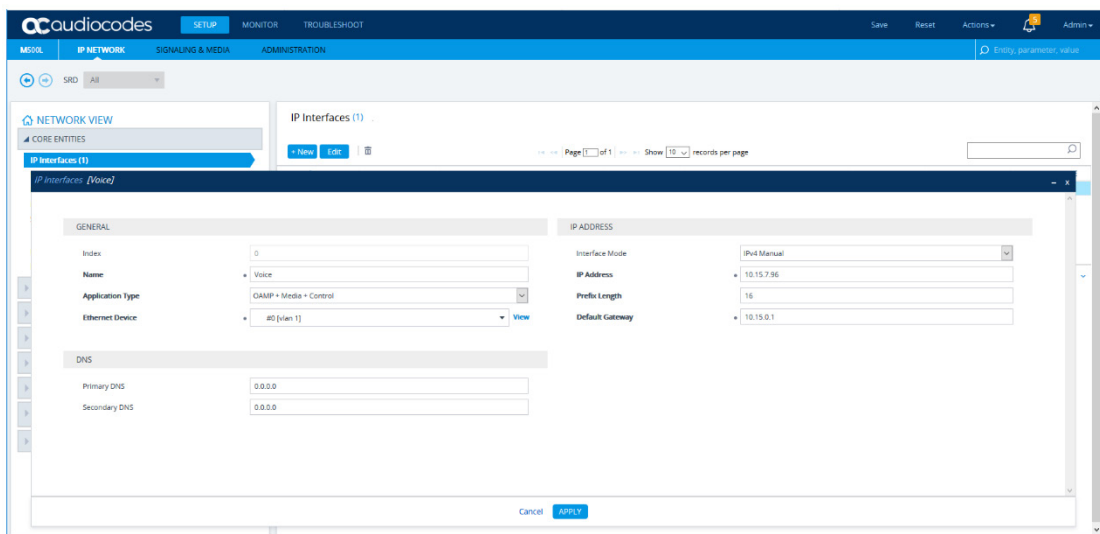 audiocodes SETUP MONITOR TROUBLESHOOT Save Reset Actions 5 Admin
M500L IP NETWORK SIGNALING & MEDIA ADMINISTRATION Entity, parameter, value
SRD All
NETWORK VIEW
CORE ENTITIES
IP Interfaces (1)
IP Interfaces (1)
+ New Edit Page 1 of 1 Show 10 records per page
IP Interfaces [Voice] – x
GENERAL
Index 0
Name Voice
Application Type OAMP + Media + Control
Ethernet Device #0 [vlan 1] View
DNS
Primary DNS 0.0.0.0
Secondary DNS 0.0.0.0
IP ADDRESS
Interface Mode IPv4 Manual
IP Address 10.15.7.96
Prefix Length 16
Default Gateway 10.15.0.1
Cancel APPLY